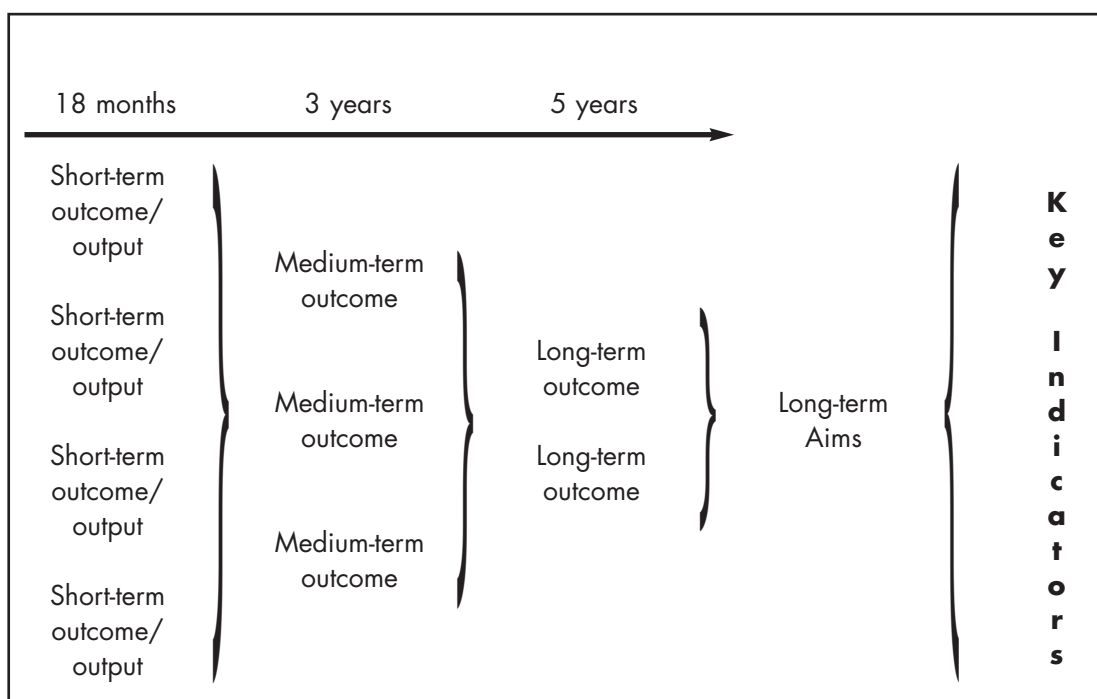 18 months
3 years
5 years
Short-term
outcome/
output
Short-term
outcome/
output
Short-term
outcome/
output
Short-term
outcome/
output
Medium-term
outcome
Medium-term
outcome
Medium-term
outcome
Long-term
outcome
Long-term
outcome
Long-term
Aims
Key Indicators